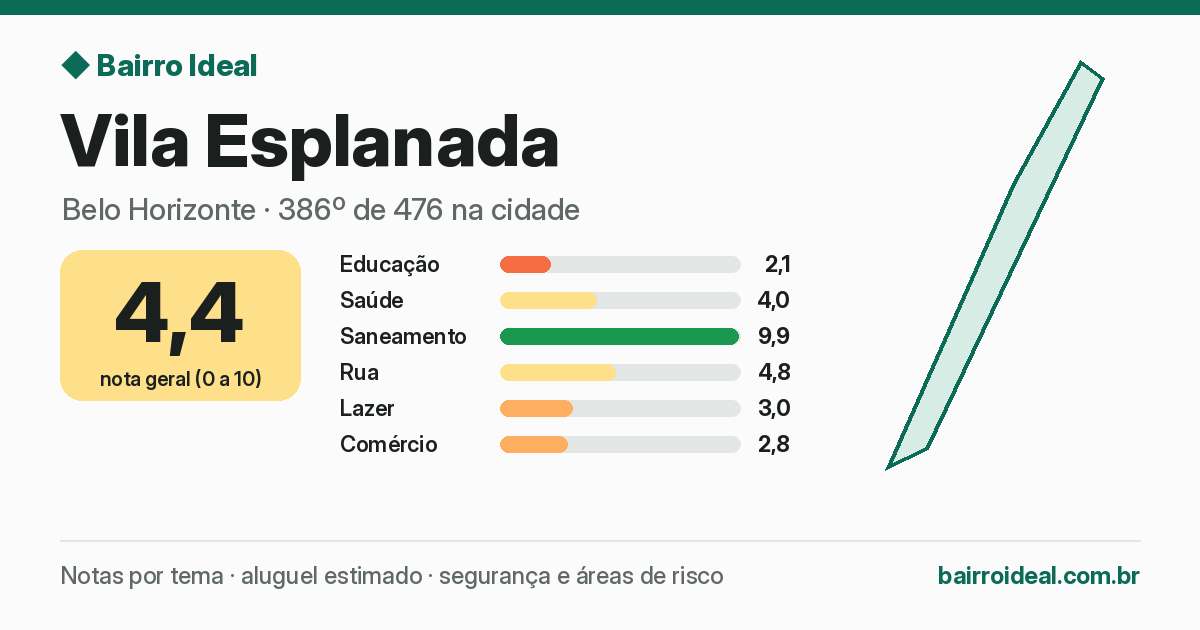 Bairro Ideal
Vila Esplanada
Belo Horizonte · 386º de 476 na cidade
4,4
nota geral (0 a 10)
Educação 2,1
Saúde 4,0
Saneamento 9,9
Rua 4,8
Lazer 3,0
Comércio 2,8
Notas por tema · aluguel estimado · segurança e áreas de risco
bairroideal.com.br